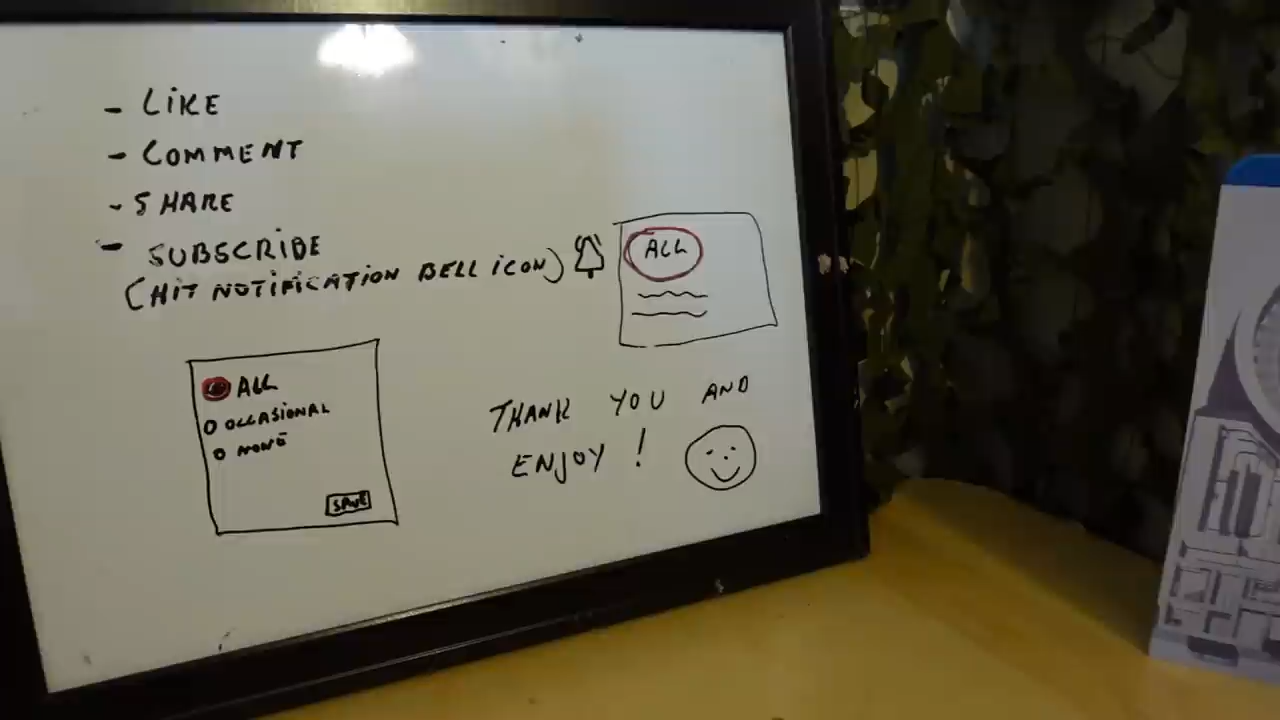 - LIKE
- COMMENT
- SHARE
- SUBSCRIBE
(HIT NOTIFICATION BELL ICON)
ALL
ALL
OCCASIONAL
NONE
SAVE
THANK YOU AND
ENJOY !